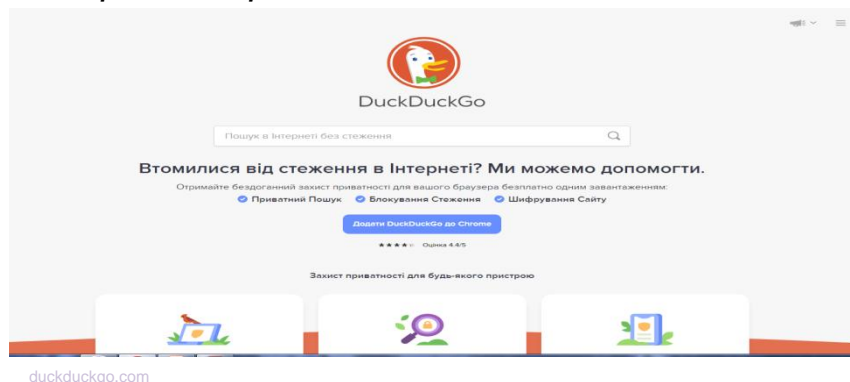 DuckDuckGo
Пошук в Інтернеті без стеження
Втомилися від стеження в Інтернеті? Ми можемо допомогти.
Отримайте бездоганний захист приватності для вашого браузера безплатно одним завантаженням:
Приватний Пошук Блокування Стеження Шифрування Сайту
Додати DuckDuckGo до Chrome
Оцінка 4.4/5
Захист приватності для будь-якого пристрою
duckduckgo.com